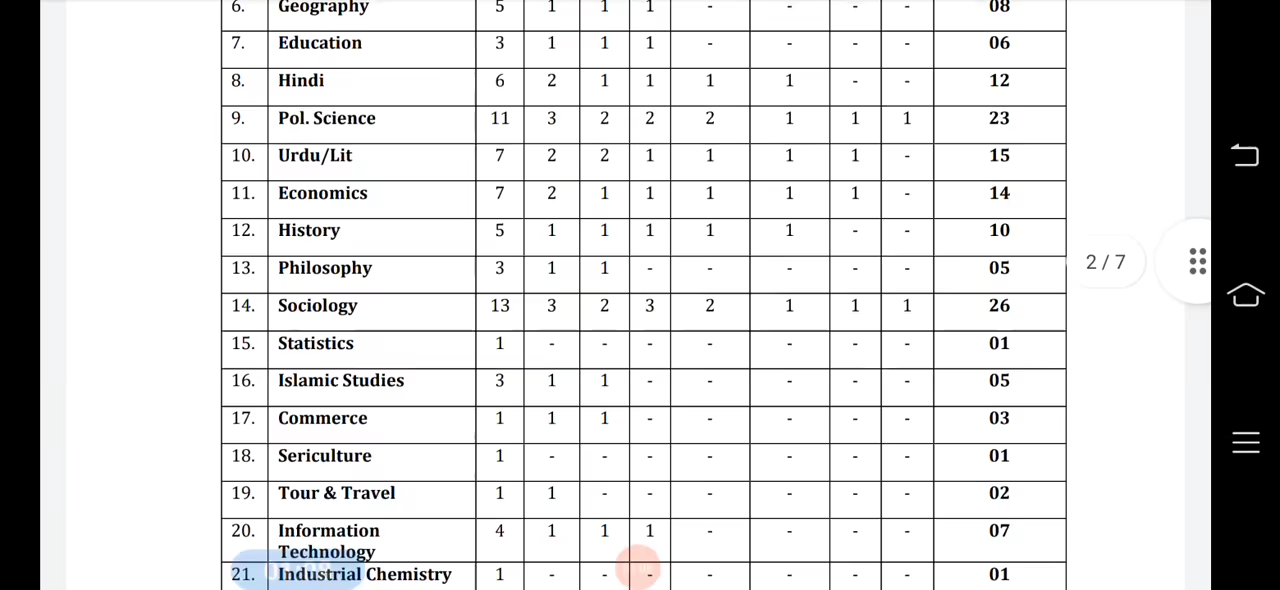 6. Geography 5 1 1 1 - - - - 08
7. Education 3 1 1 1 - - - - 06
8. Hindi 6 2 1 1 1 1 - - 12
9. Pol. Science 11 3 2 2 2 1 1 1 23
10. Urdu/Lit 7 2 2 1 1 1 1 - 15
11. Economics 7 2 1 1 1 1 1 - 14
12. History 5 1 1 1 1 1 - - 10
13. Philosophy 3 1 1 - - - - - 05
14. Sociology 13 3 2 3 2 1 1 1 26
15. Statistics 1 - - - - - - - 01
16. Islamic Studies 3 1 1 - - - - - 05
17. Commerce 1 1 1 - - - - - 03
18. Sericulture 1 - - - - - - - 01
19. Tour & Travel 1 1 - - - - - - 02
20. Information 4 1 1 1 - - - - 07
Technology
21. Industrial Chemistry 1 - - - - - - - 01
2 / 7